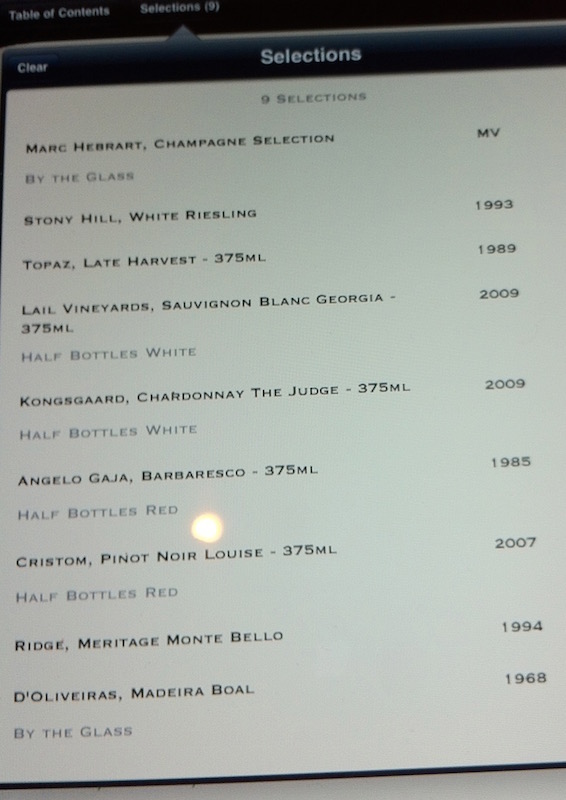 Table of Contents Selections (9)
Clear Selections
9 Selections
Marc Hebrart, Champagne Selection MV
By the Glass
Stony Hill, White Riesling 1993
Topaz, Late Harvest - 375ml 1989
Lail Vineyards, Sauvignon Blanc Georgia - 2009
375ml
Half Bottles White
Kongsgaard, Chardonnay The Judge - 375ml 2009
Half Bottles White
Angelo Gaja, Barbaresco - 375ml 1985
Half Bottles Red
Cristom, Pinot Noir Louise - 375ml 2007
Half Bottles Red
Ridge, Meritage Monte Bello 1994
D'Oliveiras, Madeira Boal 1968
By the Glass